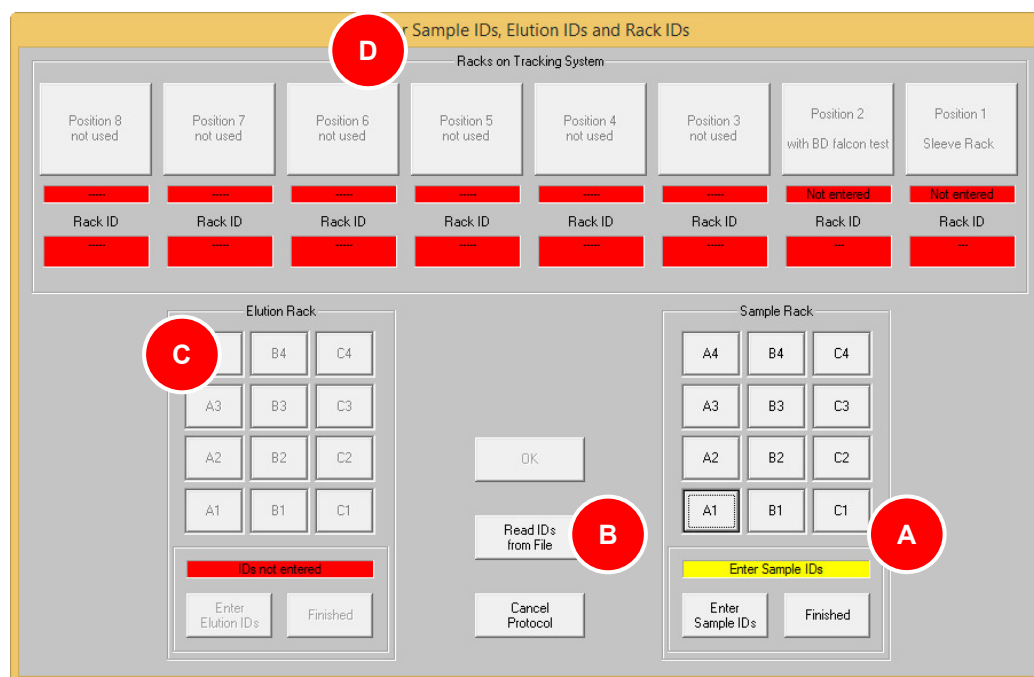 r Sample IDs, Elution IDs and Rack IDs
D
Racks on Tracking System
Position 8
not used
Position 7
not used
Position 6
not used
Position 5
not used
Position 4
not used
Position 3
not used
Position 2
with BD falcon test
Position 1
Sleeve Rack
-----
-----
-----
-----
-----
-----
Not entered
Not entered
Rack ID
Rack ID
Rack ID
Rack ID
Rack ID
Rack ID
Rack ID
Rack ID
-----
-----
-----
-----
-----
-----
---
---
Elution Rack
C
B4
C4
A3
B3
C3
A2
B2
C2
A1
B1
C1
IDs not entered
Enter
Elution IDs
Finished
OK
Read IDs
from File
B
Cancel
Protocol
Sample Rack
A4
B4
C4
A3
B3
C3
A2
B2
C2
A1
B1
C1
A
Enter Sample IDs
Enter
Sample IDs
Finished